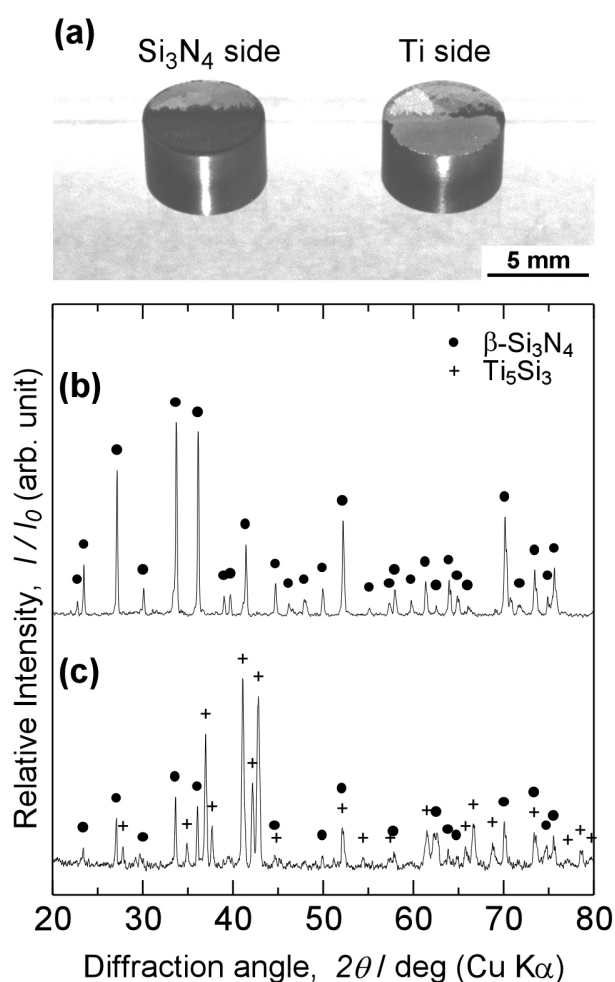 (a)
Si₃N₄ side
Ti side
5 mm
(b)
● β-Si₃N₄
+ Ti₅Si₃
(c)
Relative Intensity, I / I₀ (arb. unit)
20 30 40 50 60 70 80
Diffraction angle, 2θ / deg (Cu Kα)